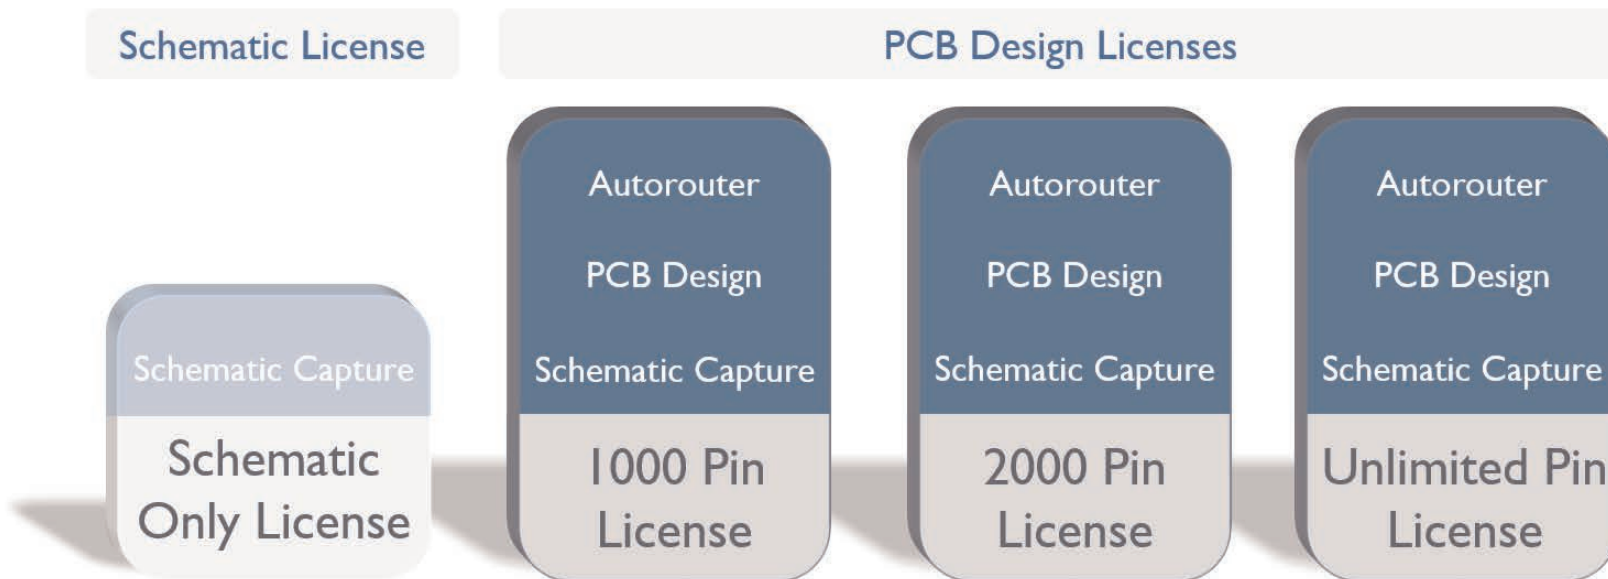 Schematic License
PCB Design Licenses
Schematic Capture
Schematic
Only License
Autorouter
PCB Design
Schematic Capture
1000 Pin
License
Autorouter
PCB Design
Schematic Capture
2000 Pin
License
Autorouter
PCB Design
Schematic Capture
Unlimited Pin
License